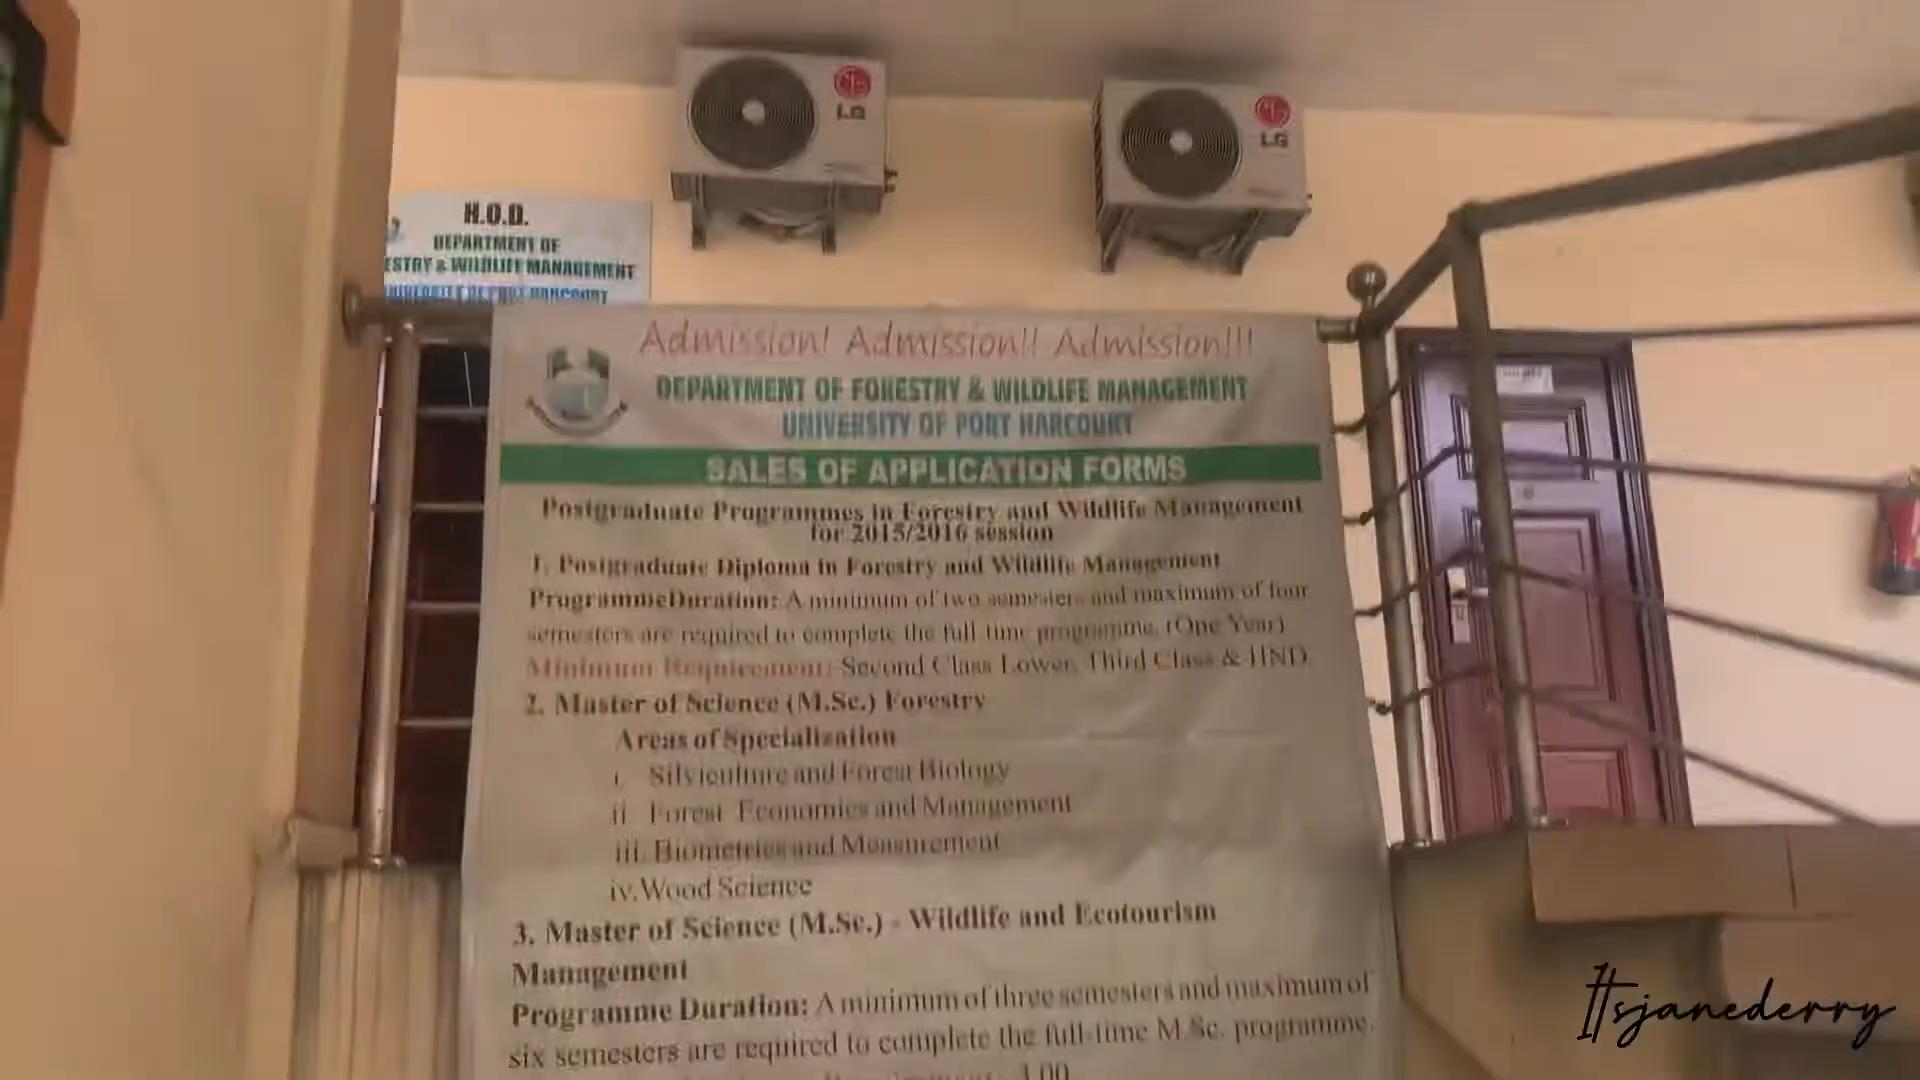 LG
LG
H.O.D.
DEPARTMENT OF
ESTRY & WILDLIFE MANAGEMENT
UNIVERSITY OF PORT HARCOURT
Admission! Admission!! Admission!!!
DEPARTMENT OF FORESTRY & WILDLIFE MANAGEMENT
UNIVERSITY OF PORT HARCOURT
SALES OF APPLICATION FORMS
Postgraduate Programmes in Forestry and Wildlife Management
for 2015/2016 session
1. Postgraduate Diploma in Forestry and Wildlife Management
Programme Duration: A minimum of two semesters and maximum of four
semesters are required to complete the full time programme. (One Year)
Minimum Requirement: Second Class Lower, Third Class & HND
2. Master of Science (M.Sc.) Forestry
Areas of Specialization
i. Silviculture and Forest Biology
ii. Forest Economics and Management
iii. Biometrics and Measurement
iv. Wood Science
3. Master of Science (M.Sc.) - Wildlife and Ecotourism
Management
Programme Duration: A minimum of three semesters and maximum of
six semesters are required to complete the full-time M.Sc. programme.
Itsjanederry